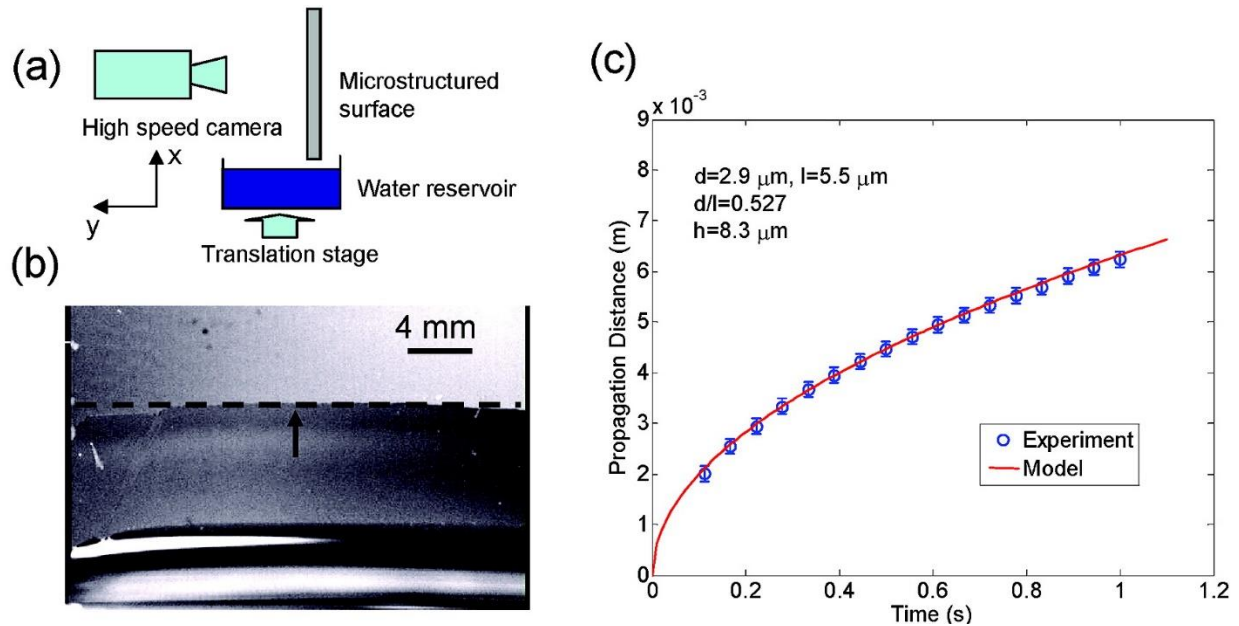 (a)
High speed camera
x
y
Microstructured
surface
Water reservoir
Translation stage
(b)
4 mm
(c)
x 10⁻³
9
8
7
6
5
4
3
2
1
0
Propagation Distance (m)
d=2.9 μm, l=5.5 μm
d/l=0.527
h=8.3 μm
Experiment
Model
0 0.2 0.4 0.6 0.8 1 1.2
Time (s)